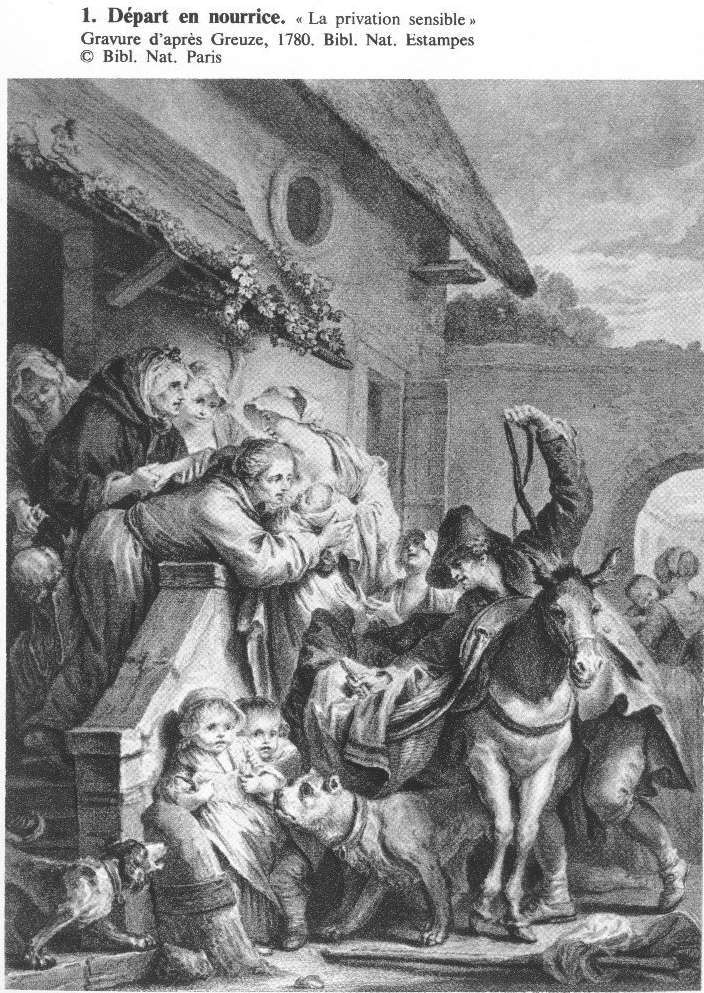 1. Départ en nourrice. « La privation sensible »
Gravure d'après Greuze, 1780. Bibl. Nat. Estampes
© Bibl. Nat. Paris